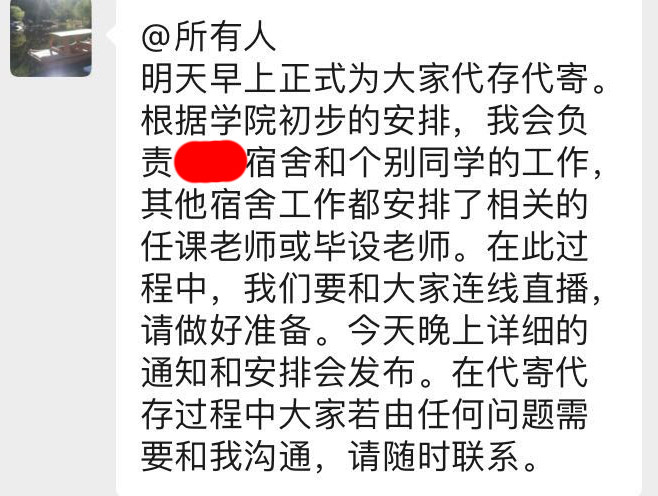 @所有人
明天早上正式为大家代存代寄。
根据学院初步的安排，我会负
责宿舍和个别同学的工作，
其他宿舍工作都安排了相关的
任课老师或毕设老师。在此过
程中，我们要和大家连线直播，
请做好准备。今天晚上详细的
通知和安排会发布。在代寄代
存过程中大家若由任何问题需
要和我沟通，请随时联系。